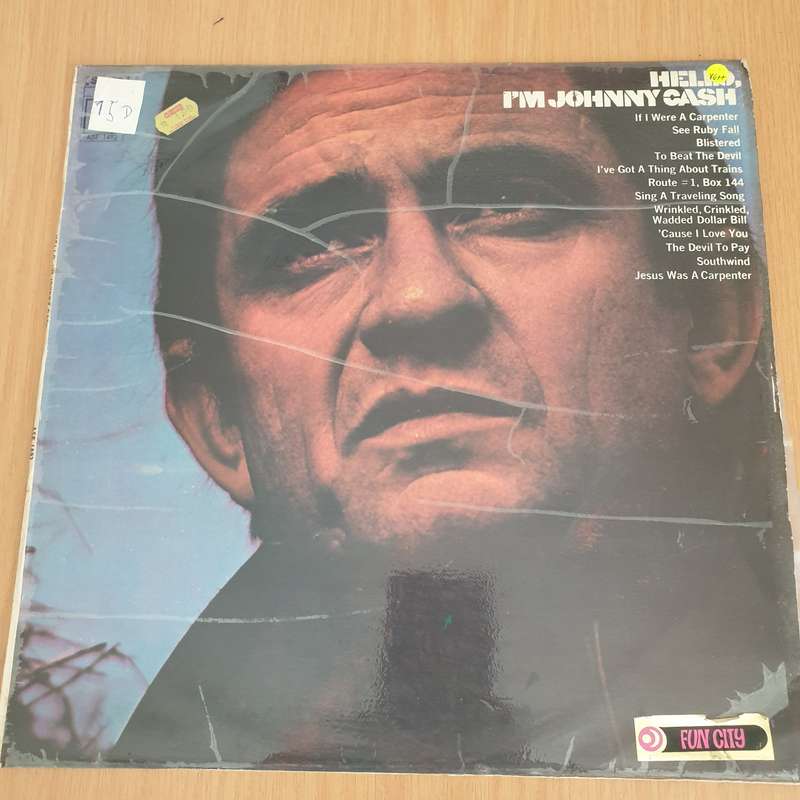 75D
HELLO,
I'M JOHNNY CASH
If I Were A Carpenter
See Ruby Fall
Blistered
To Beat The Devil
I've Got A Thing About Trains
Route #1, Box 144
Sing A Traveling Song
Wrinkled, Crinkled,
Wadded Dollar Bill
'Cause I Love You
The Devil To Pay
Southwind
Jesus Was A Carpenter
FUN CITY